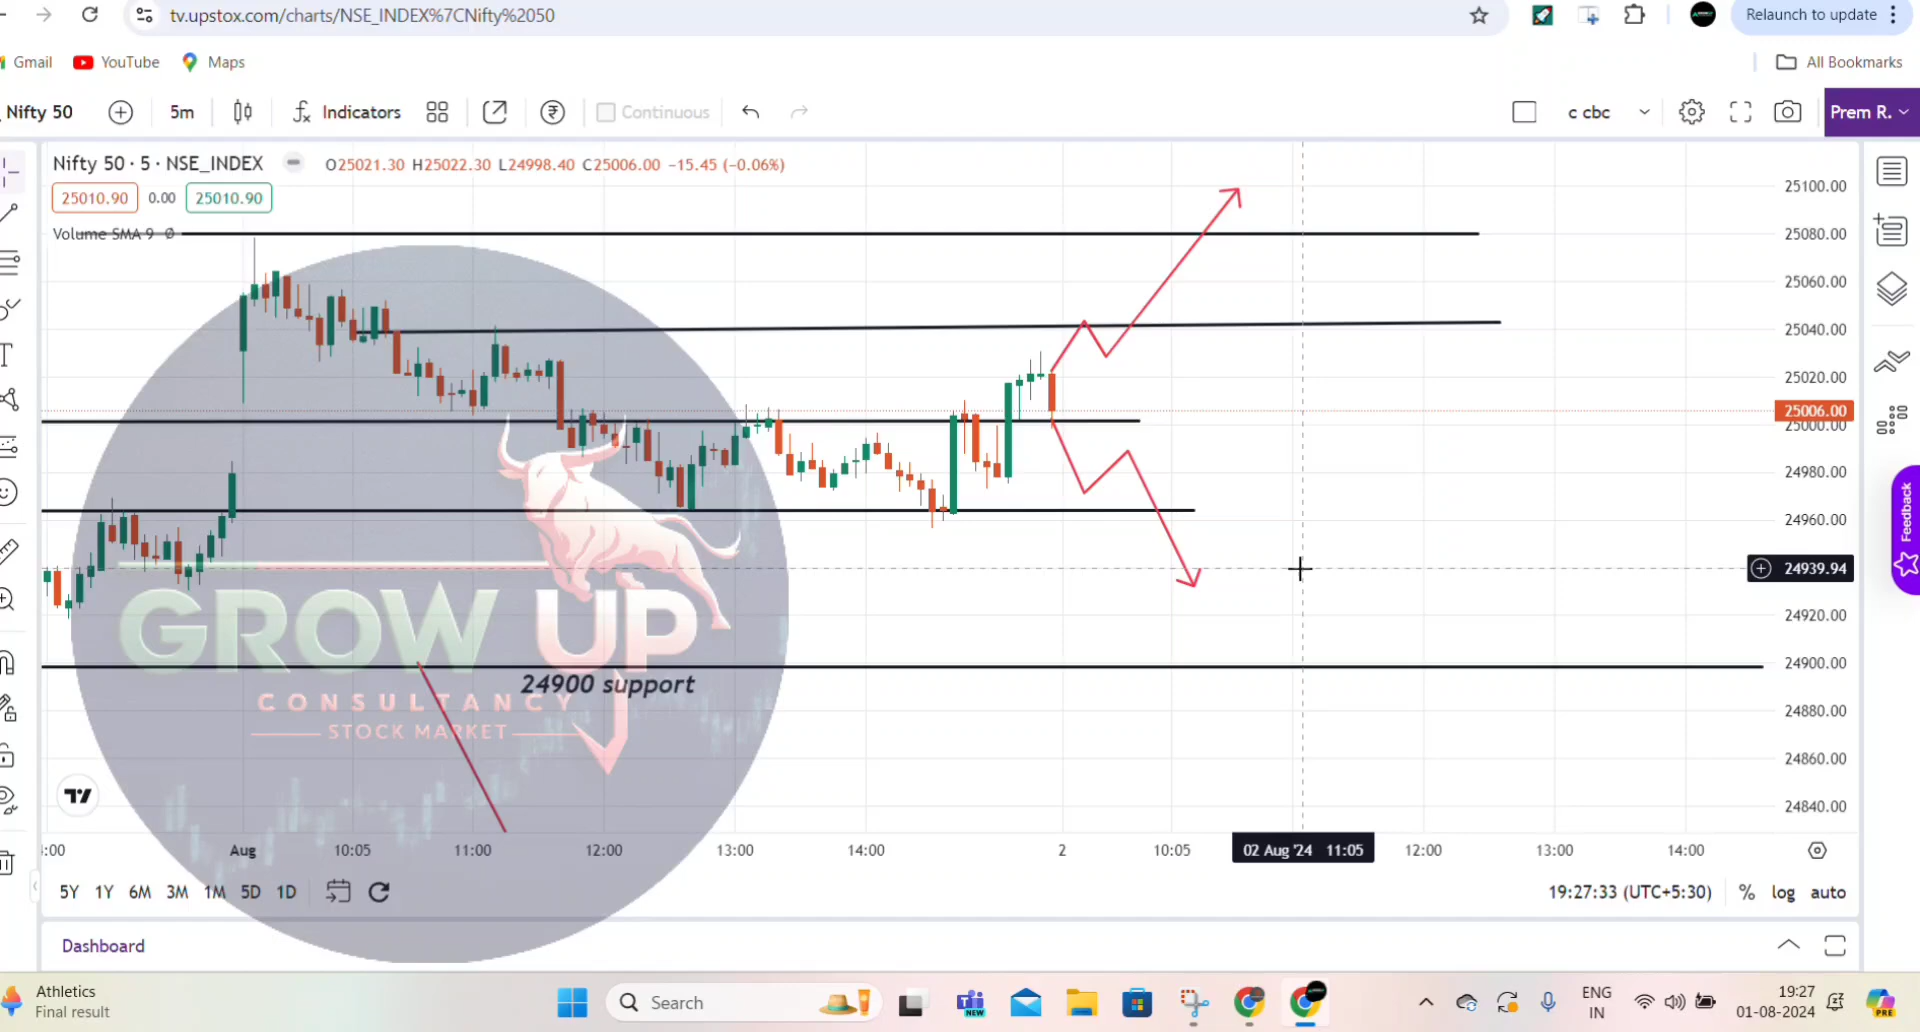 tv.upstox.com/charts/NSE_INDEX%7CNifty%2050
Relaunch to update
Gmail YouTube Maps
All Bookmarks
Nifty 50 5m Indicators Continuous
c cbc
Prem R.
Nifty 50 · 5 · NSE_INDEX O25021.30 H25022.30 L24998.40 C25006.00 −15.45 (−0.06%)
25010.90 0.00 25010.90
Volume SMA 9 ø
25100.00
25080.00
25060.00
25040.00
25020.00
25006.00
25000.00
24980.00
24960.00
24939.94
24920.00
24900.00
24880.00
24860.00
24840.00
Feedback
GROW UP
24900 support
CONSULTANCY
STOCK MARKET
:00 Aug 10:05 11:00 12:00 13:00 14:00 2 10:05 02 Aug '24 11:05 12:00 13:00 14:00
5Y 1Y 6M 3M 1M 5D 1D
19:27:33 (UTC+5:30) % log auto
Dashboard
Athletics
Final result
Search
NEW
ENG
IN
19:27
01-08-2024
PRE